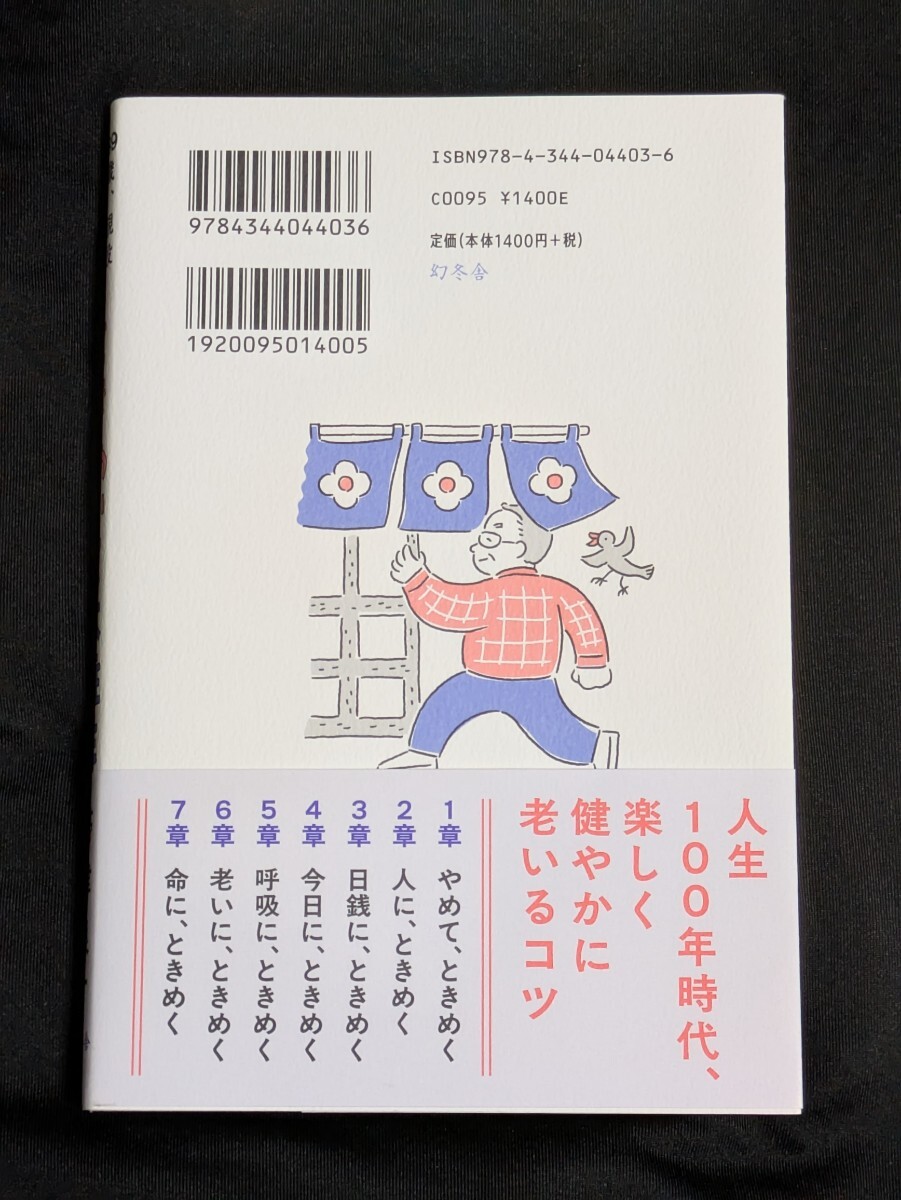 9784344044036
1920095014005
ISBN978-4-344-04403-6
C0095 ¥1400E
定価(本体1400円+税)
幻冬舎
人生
100年時代、
楽しく
健やかに
老いるコツ
1章 やめて、ときめく
2章 人に、ときめく
3章 日銭に、ときめく
4章 今日に、ときめく
5章 呼吸に、ときめく
6章 老いに、ときめく
7章 命に、ときめく